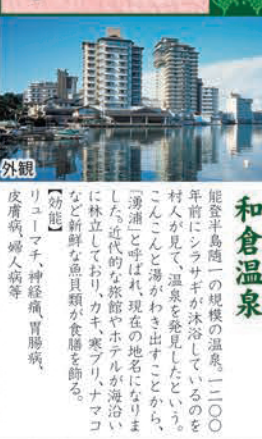 外観
和倉温泉
能登半島随一の規模の温泉。一二〇〇
年前にシラサギが沐浴しているのを
村人が見て、温泉を発見したという。
こんこんと湯がわき出すことから、
「湧浦」と呼ばれ、現在の地名になりま
した。近代的な旅館やホテルが海沿い
に林立しており、カキ、寒ブリ、ナマコ
など新鮮な魚貝類が食膳を飾る。
【効能】
リューマチ、神経痛、胃腸病、
皮膚病、婦人病等